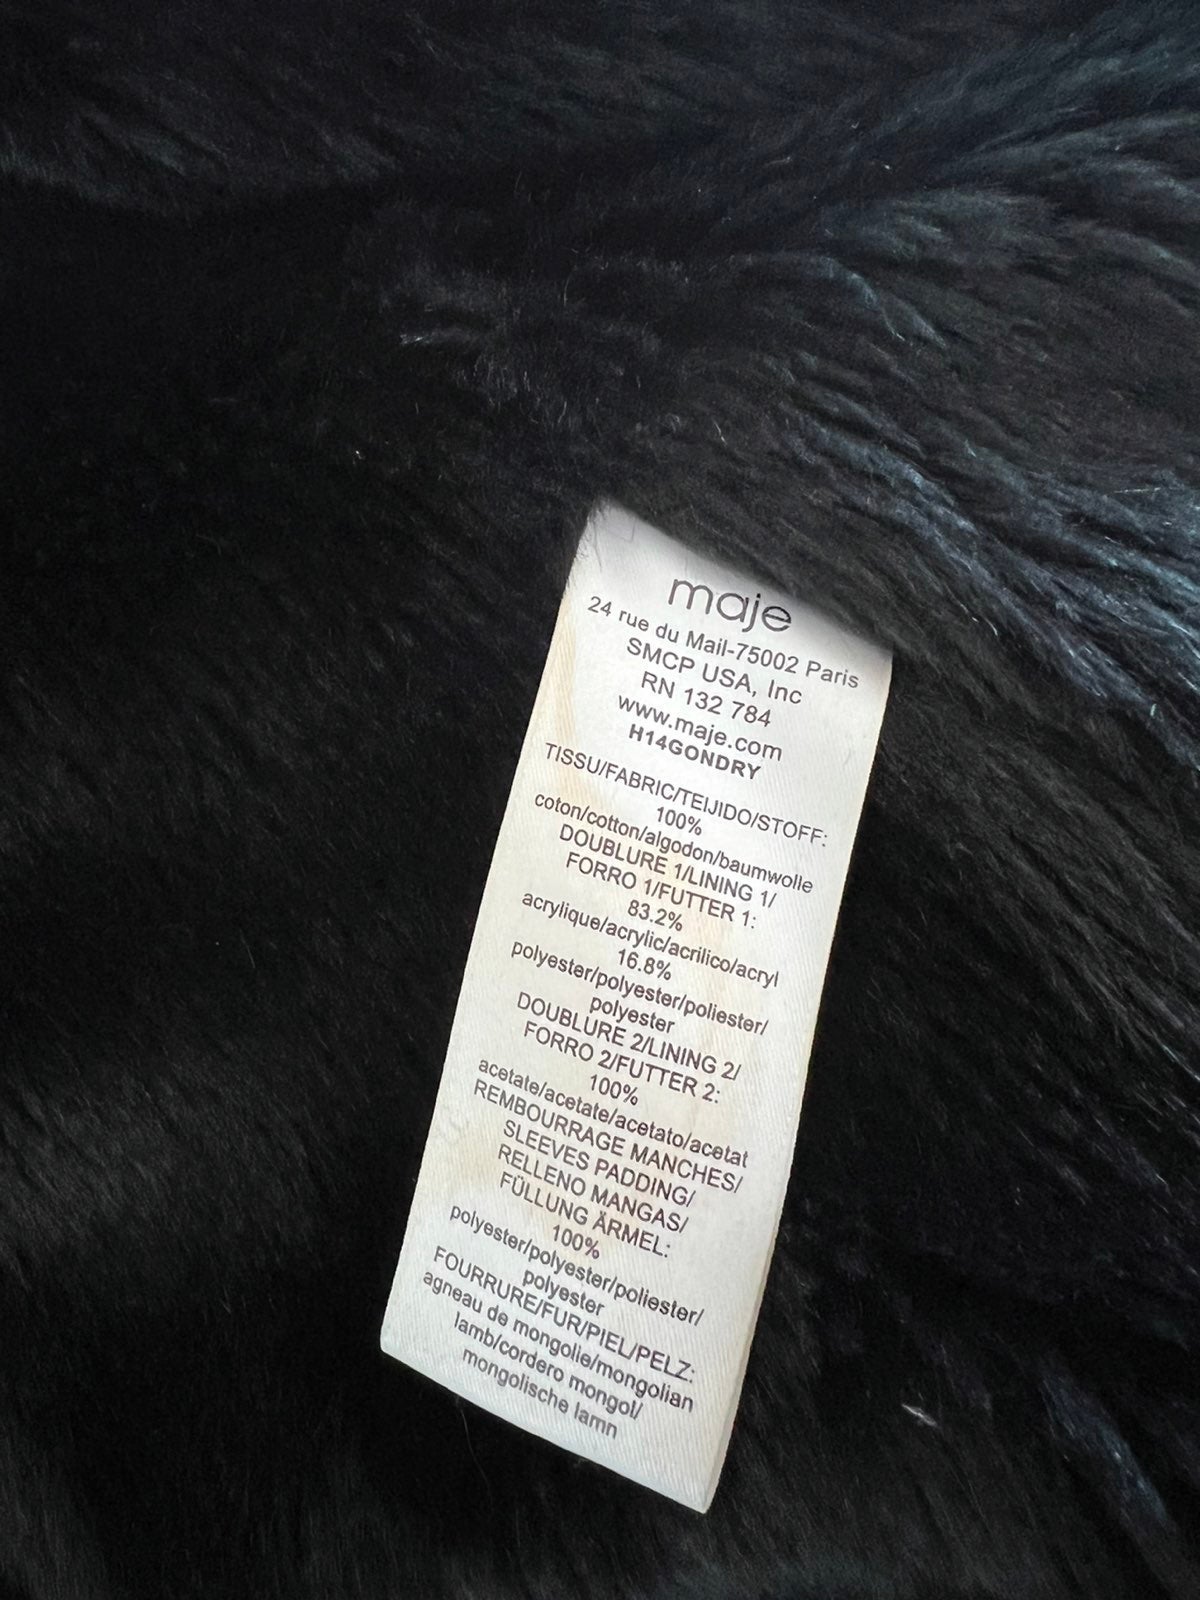 maje
24 rue du Mail-75002 Paris
SMCP USA, Inc
RN 132 784
www.maje.com
H14GONDRY
TISSU/FABRIC/TEIJIDO/STOFF:
100%
coton/cotton/algodon/baumwolle
DOUBLURE 1/LINING 1/
FORRO 1/FUTTER 1:
83.2%
acrylique/acrylic/acrilico/acryl
16.8%
polyester/polyester/poliester/
polyester
DOUBLURE 2/LINING 2/
FORRO 2/FUTTER 2:
100%
acetate/acetate/acetato/acetat
REMBOURRAGE MANCHES/
SLEEVES PADDING/
RELLENO MANGAS/
FÜLLUNG ÄRMEL:
100%
polyester/polyester/poliester/
polyester
FOURRURE/FUR/PIEL/PELZ:
agneau de mongolie/mongolian
lamb/cordero mongol/
mongolische lamn